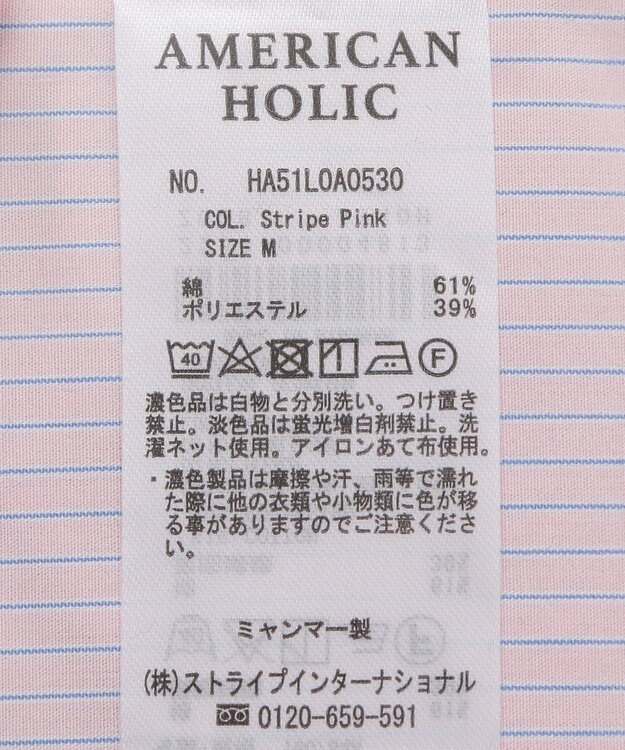 AMERICAN
HOLIC
NO. HA51L0A0530
COL. Stripe Pink
SIZE M
綿 61%
ポリエステル 39%
40 F
濃色品は白物と分別洗い。つけ置き
禁止。淡色品は蛍光増白剤禁止。洗
濯ネット使用。アイロンあて布使用。
・濃色製品は摩擦や汗、雨等で濡れ
た際に他の衣類や小物類に色が移
る事がありますのでご注意くださ
い。
ミャンマー製
(株)ストライプインターナショナル
0120-659-591